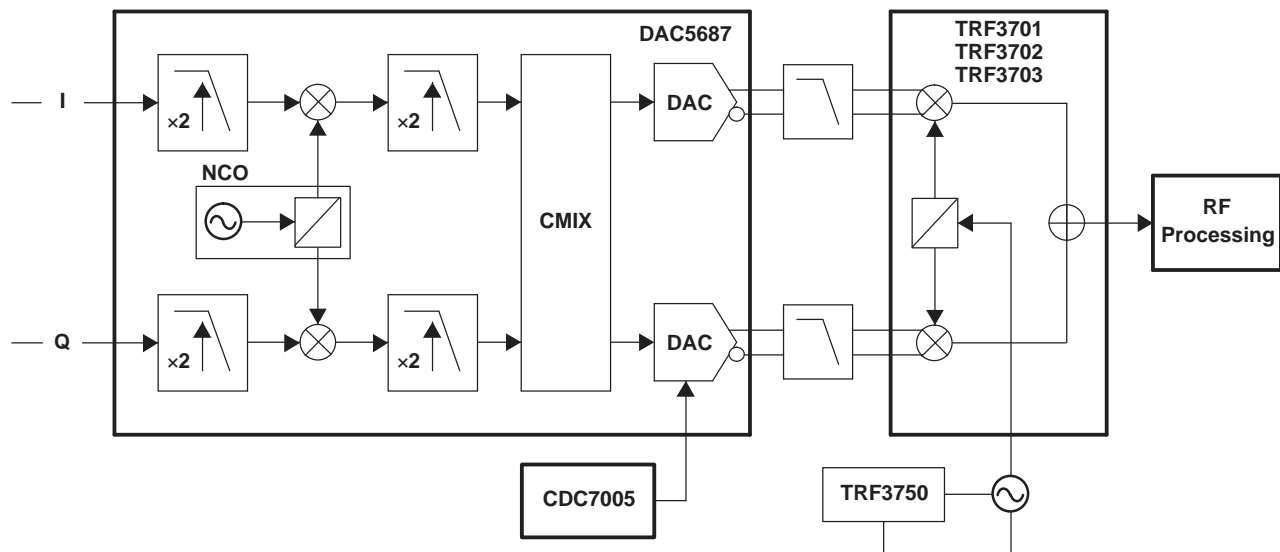 DAC5687
TRF3701
TRF3702
TRF3703
I
×2
×2
DAC
NCO
CMIX
RF
Processing
Q
×2
×2
DAC
CDC7005
TRF3750